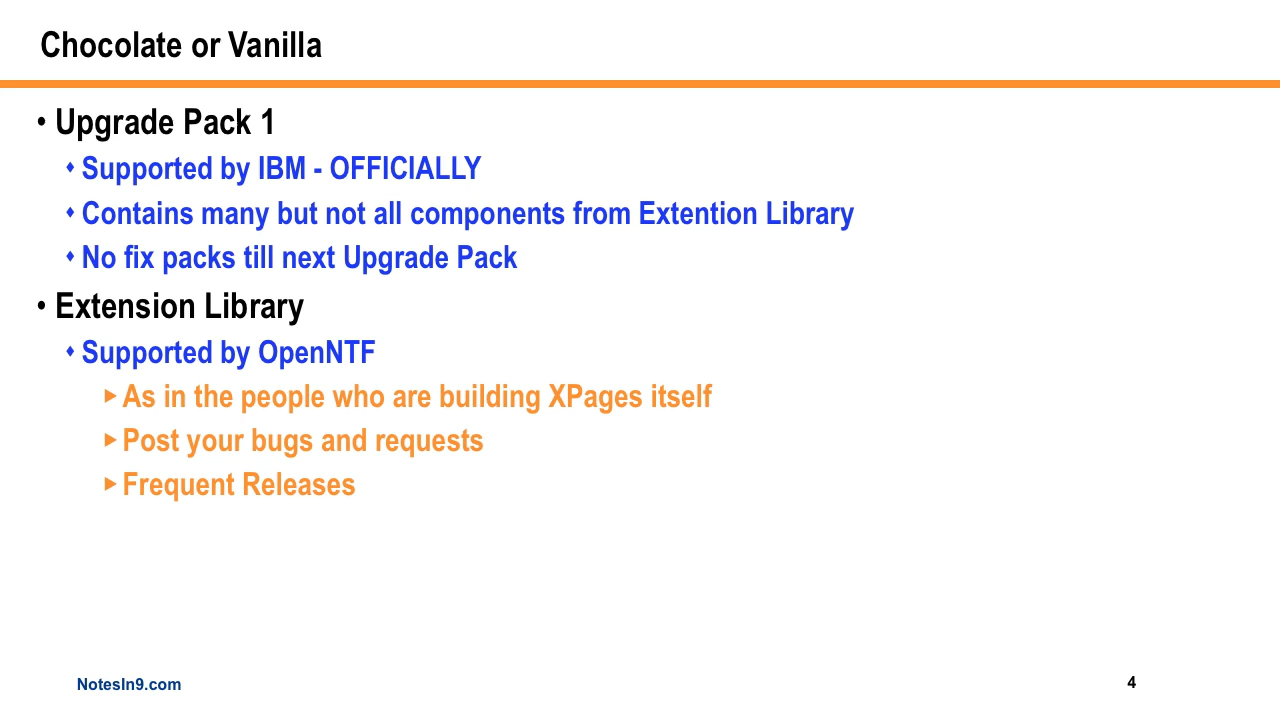 Chocolate or Vanilla
• Upgrade Pack 1
♦ Supported by IBM - OFFICIALLY
♦ Contains many but not all components from Extention Library
♦ No fix packs till next Upgrade Pack
• Extension Library
♦ Supported by OpenNTF
► As in the people who are building XPages itself
► Post your bugs and requests
► Frequent Releases
NotesIn9.com
4